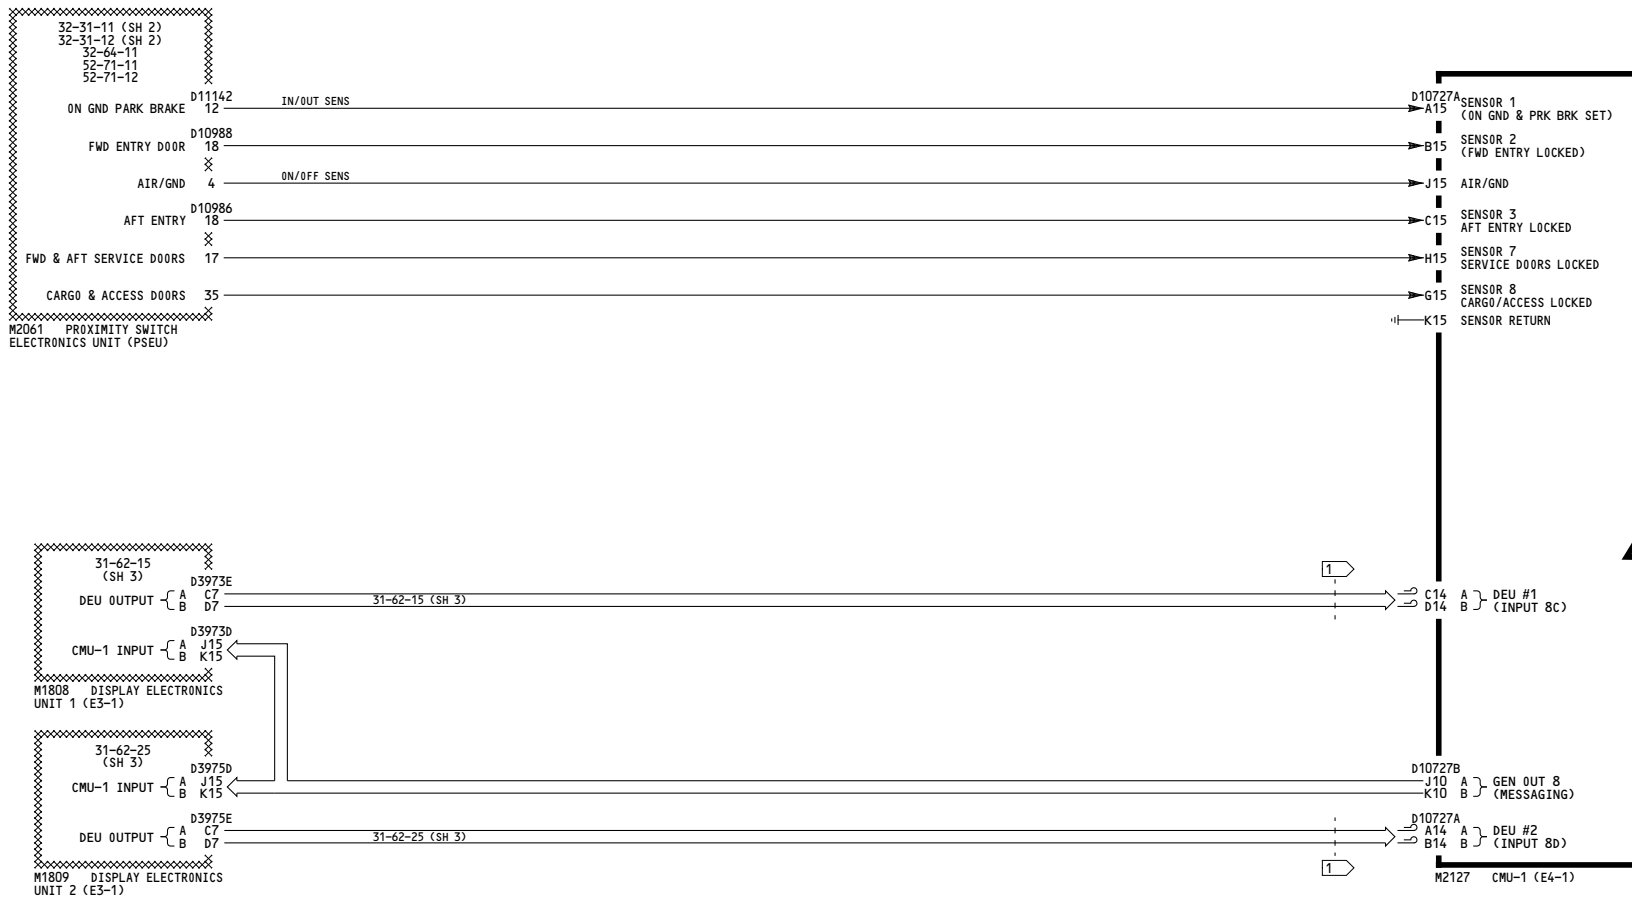 32-31-11 (SH 2)
32-31-12 (SH 2)
32-64-11
52-71-11
52-71-12
D11142
ON GND PARK BRAKE 12
IN/OUT SENS
D10727A
A15 SENSOR 1
(ON GND & PRK BRK SET)
D10988
FWD ENTRY DOOR 18
B15 SENSOR 2
(FWD ENTRY LOCKED)
AIR/GND 4
ON/OFF SENS
J15 AIR/GND
D10986
AFT ENTRY 18
C15 SENSOR 3
AFT ENTRY LOCKED
FWD & AFT SERVICE DOORS 17
H15 SENSOR 7
SERVICE DOORS LOCKED
CARGO & ACCESS DOORS 35
G15 SENSOR 8
CARGO/ACCESS LOCKED
K15 SENSOR RETURN
M2061 PROXIMITY SWITCH
ELECTRONICS UNIT (PSEU)
31-62-15
(SH 3)
D3973E
DEU OUTPUT
A C7
B D7
31-62-15 (SH 3)
1
C14 A
D14 B
DEU #1
(INPUT 8C)
D3973D
CMU-1 INPUT
A J15
B K15
M1808 DISPLAY ELECTRONICS
UNIT 1 (E3-1)
31-62-25
(SH 3)
D3975D
CMU-1 INPUT
A J15
B K15
D10727B
J10 A
K10 B
GEN OUT 8
(MESSAGING)
D3975E
DEU OUTPUT
A C7
B D7
31-62-25 (SH 3)
1
D10727A
A14 A
B14 B
DEU #2
(INPUT 8D)
M1809 DISPLAY ELECTRONICS
UNIT 2 (E3-1)
M2127 CMU-1 (E4-1)